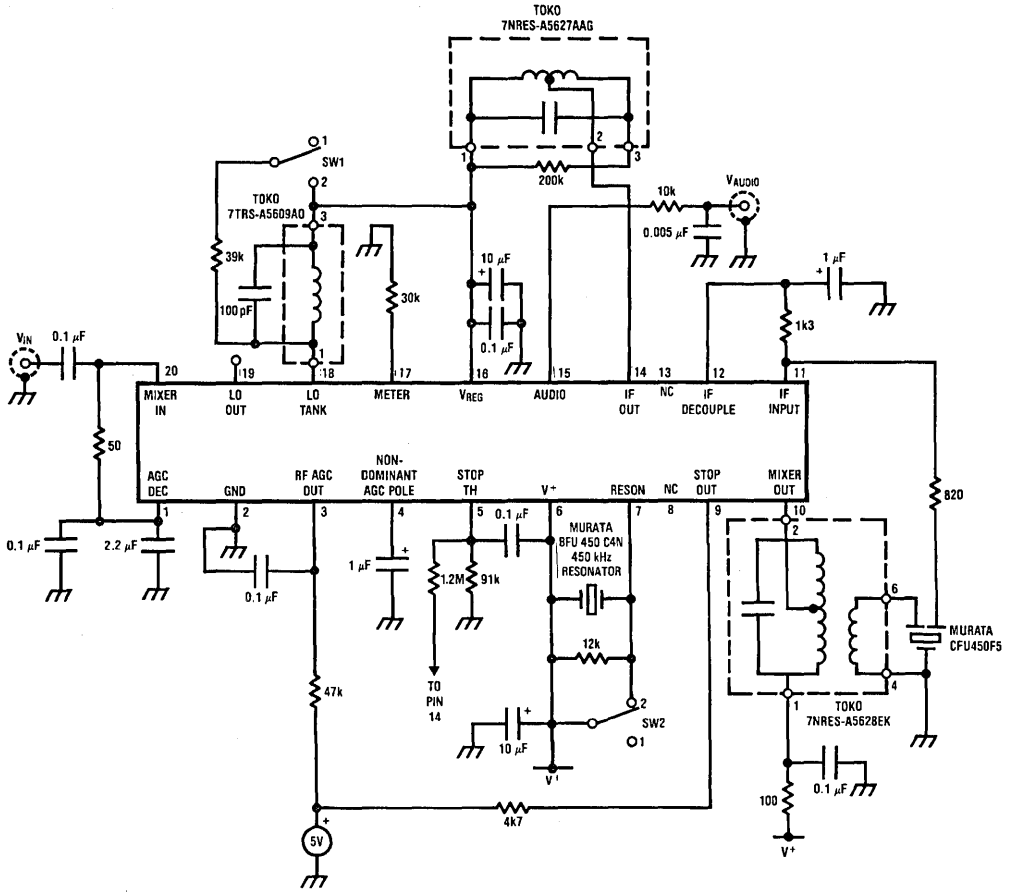 TOKO
7NRES-A5627AAG
1
2
3
200k
1
SW1
2
TOKO
7TRS-A5609AO
3
39k
100pF
1
30k
10k
VAUDIO
0.005 µF
+
10 µF
0.1 µF
+
1 µF
1k3
VIN
0.1 µF
50
20
19
18
17
16
15
14
13
12
11
MIXER
IN
LO
OUT
LO
TANK
METER
VREG
AUDIO
IF
OUT
NC
IF
DECOUPLE
IF
INPUT
AGC
DEC
GND
RF AGC
OUT
NON-
DOMINANT
AGC POLE
STOP
TH
V+
RESON
NC
STOP
OUT
MIXER
OUT
1
2
3
4
5
6
7
8
9
10
0.1 µF
2.2 µF
0.1 µF
+
1 µF
1.2M
91k
0.1 µF
TO
PIN
14
MURATA
BFU 450 C4N
450 kHz
RESONATOR
12k
2
SW2
1
+
10 µF
V+
47k
4k7
+
5V
820
2
6
4
1
MURATA
CFU450F5
TOKO
7NRES-A5628EK
0.1 µF
100
V+